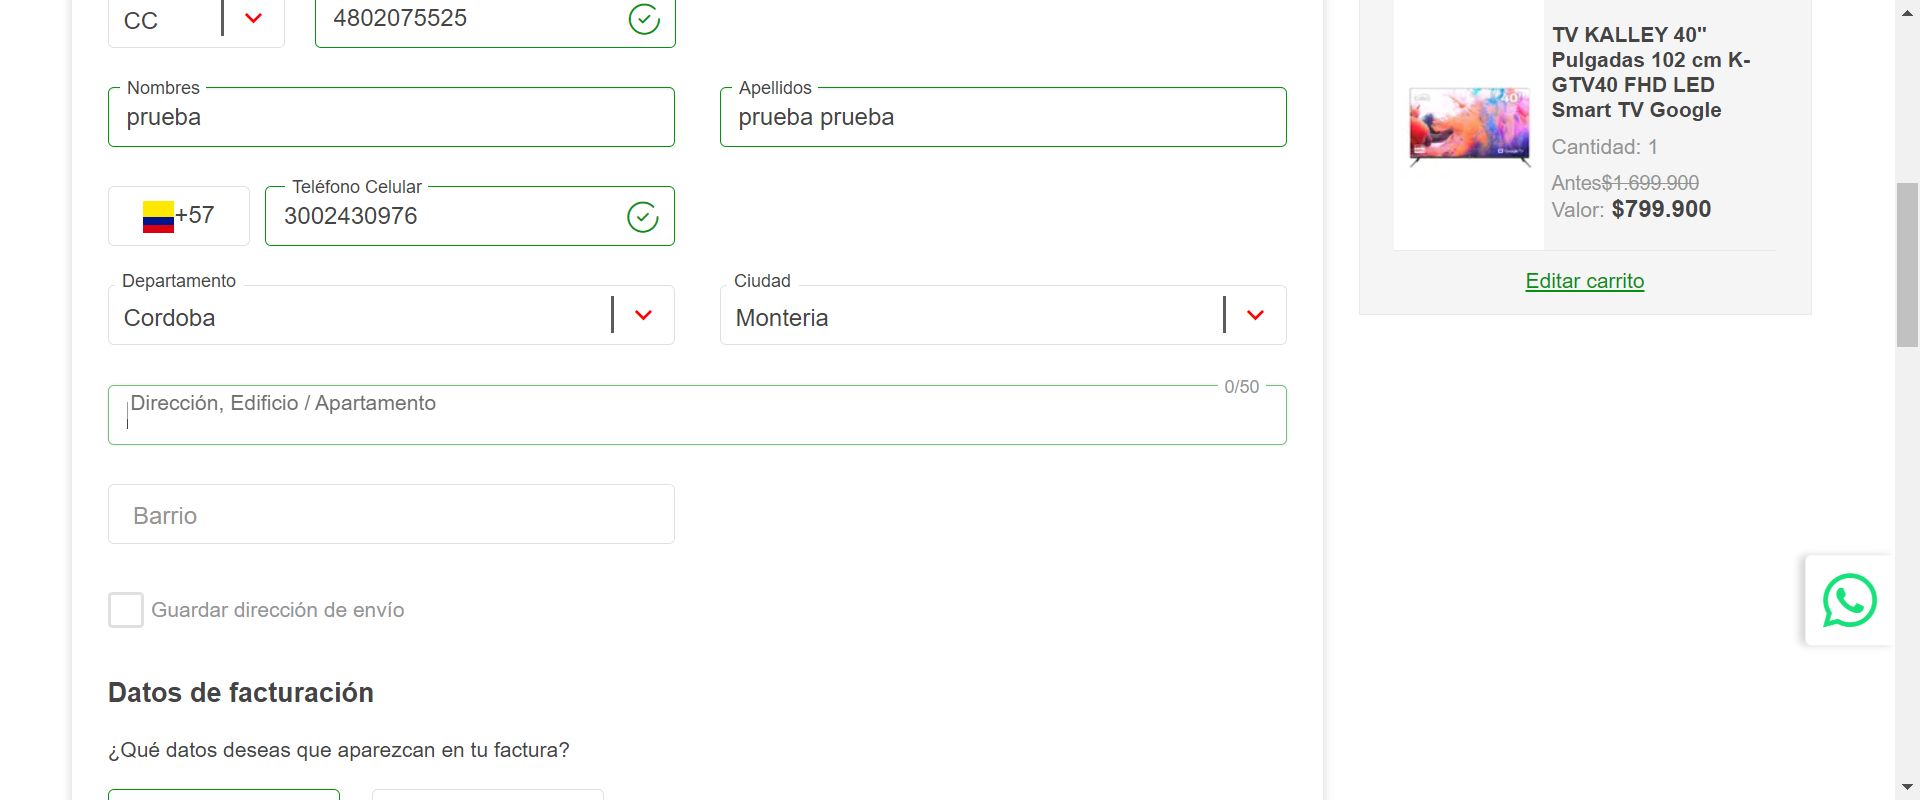 CC
4802075525
Nombres
prueba
Apellidos
prueba prueba
+57
Teléfono Celular
3002430976
Departamento
Cordoba
Ciudad
Monteria
0/50
Dirección, Edificio / Apartamento
Barrio
Guardar dirección de envío
Datos de facturación
¿Qué datos deseas que aparezcan en tu factura?
TV KALLEY 40"
Pulgadas 102 cm K-
GTV40 FHD LED
Smart TV Google
Cantidad: 1
Antes$1.699.900
Valor: $799.900
Editar carrito
40"